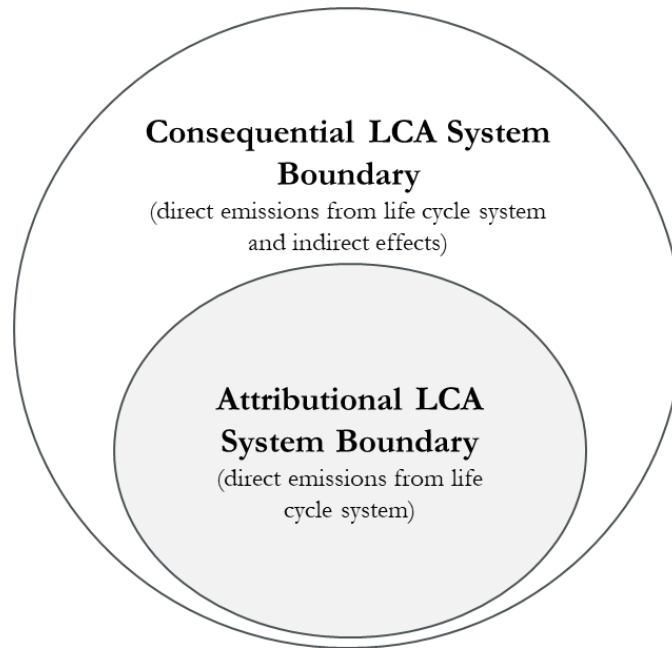 Consequential LCA System
Boundary
(direct emissions from life cycle system
and indirect effects)
Attributional LCA
System Boundary
(direct emissions from life
cycle system)